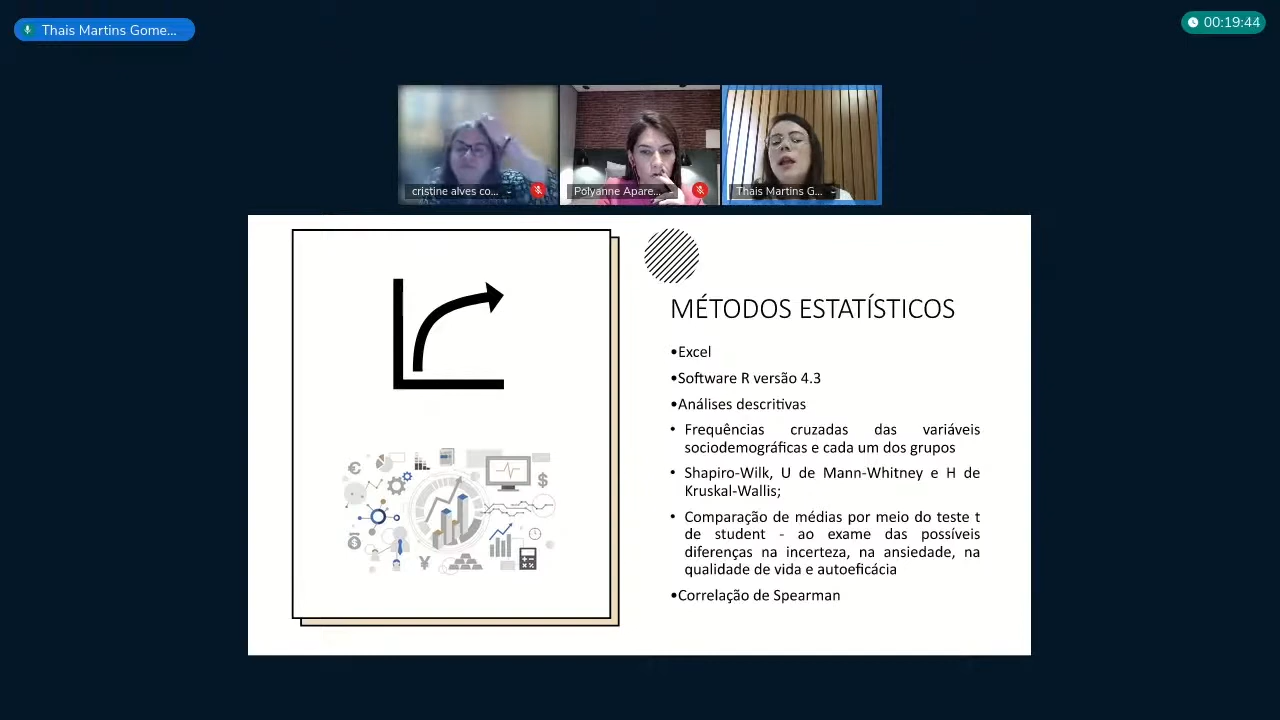 Thais Martins Gome...
00:19:44
cristine alves co...
Polyanne Apare...
Thais Martins G...
MÉTODOS ESTATÍSTICOS
•Excel
•Software R versão 4.3
•Análises descritivas
• Frequências cruzadas das variáveis
sociodemográficas e cada um dos grupos
• Shapiro-Wilk, U de Mann-Whitney e H de
Kruskal-Wallis;
• Comparação de médias por meio do teste t
de student - ao exame das possíveis
diferenças na incerteza, na ansiedade, na
qualidade de vida e autoeficácia
•Correlação de Spearman